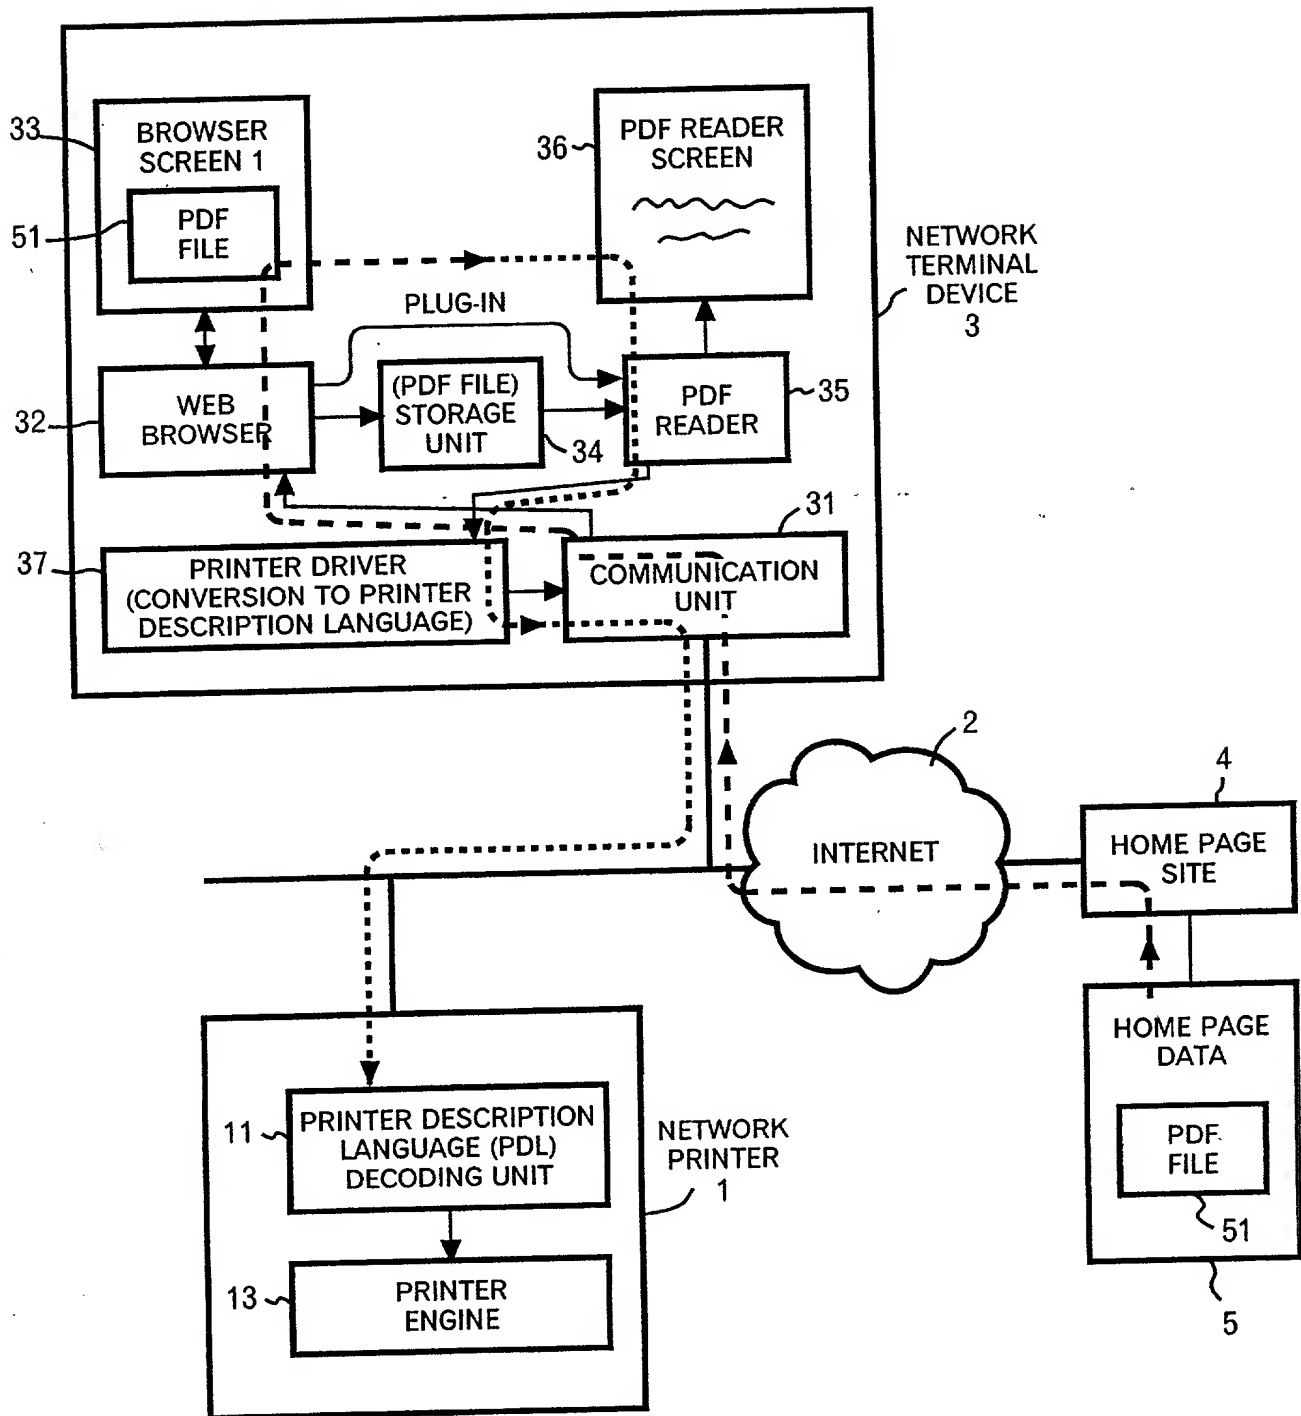 33
BROWSER
SCREEN 1
51
PDF
FILE
36
PDF READER
SCREEN
NETWORK
TERMINAL
DEVICE
3
PLUG-IN
32
WEB
BROWSER
(PDF FILE)
STORAGE
UNIT
34
PDF
READER
35
31
37
PRINTER DRIVER
(CONVERSION TO PRINTER
DESCRIPTION LANGUAGE)
COMMUNICATION
UNIT
2
INTERNET
4
HOME PAGE
SITE
HOME PAGE
DATA
PDF
FILE
51
5
11
PRINTER DESCRIPTION
LANGUAGE (PDL)
DECODING UNIT
NETWORK
PRINTER
1
13
PRINTER
ENGINE